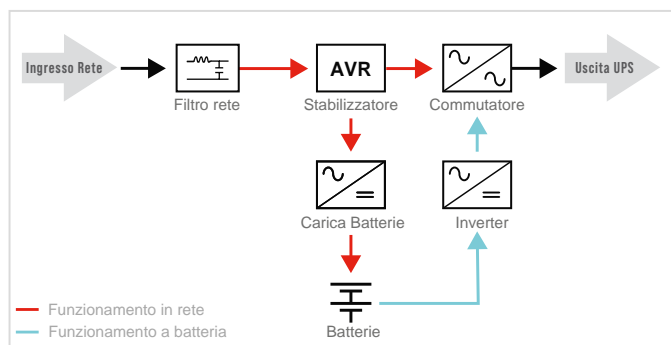 Ingresso Rete
AVR
Uscita UPS
Filtro rete
Stabilizzatore
Commutatore
Carica Batterie
Inverter
Funzionamento in rete
Funzionamento a batteria
Batterie